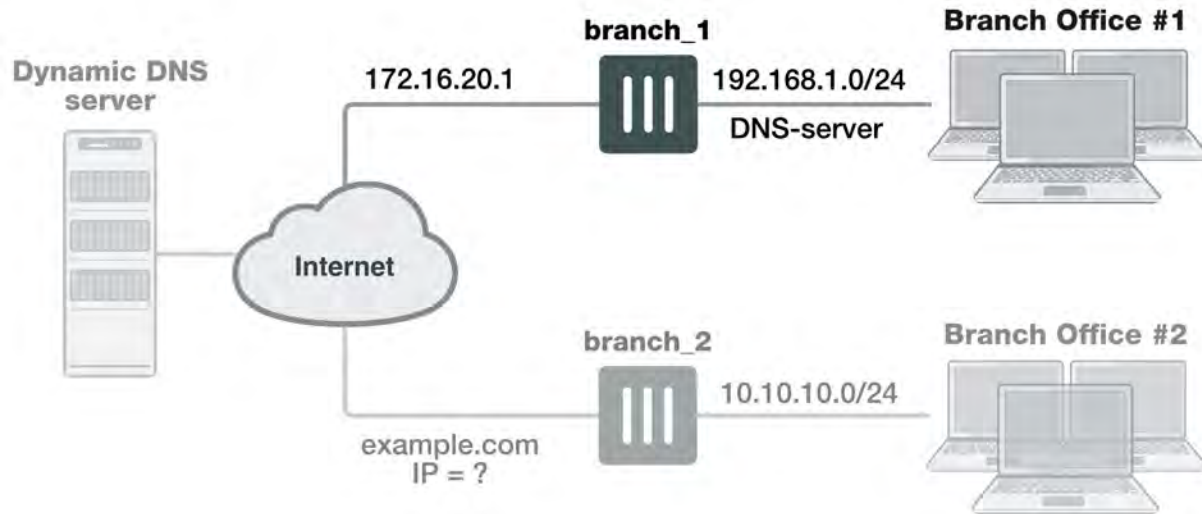 Dynamic DNS
server
172.16.20.1
branch_1
192.168.1.0/24
DNS-server
Branch Office #1
Internet
example.com
IP = ?
branch_2
10.10.10.0/24
Branch Office #2